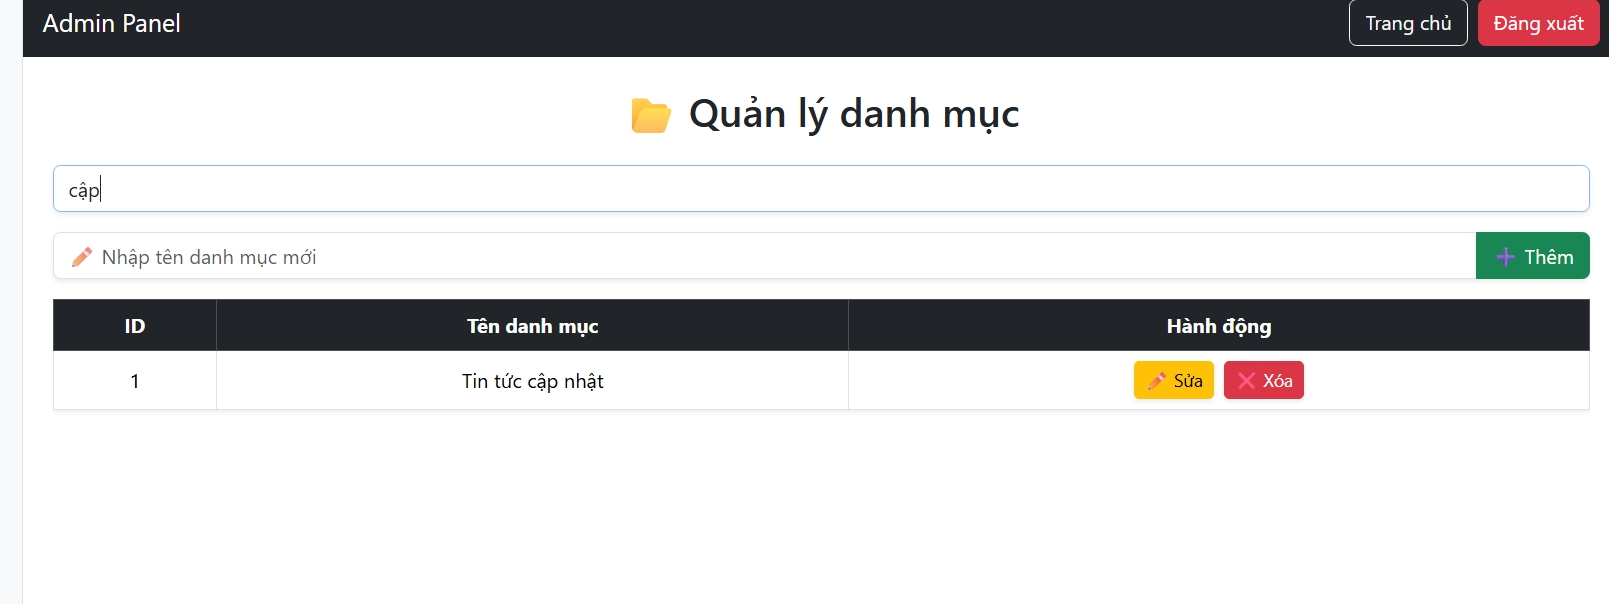 Admin Panel Trang chủ Đăng xuất
Quản lý danh mục
cập
Nhập tên danh mục mới Thêm
ID Tên danh mục Hành động
1 Tin tức cập nhật Sửa Xóa